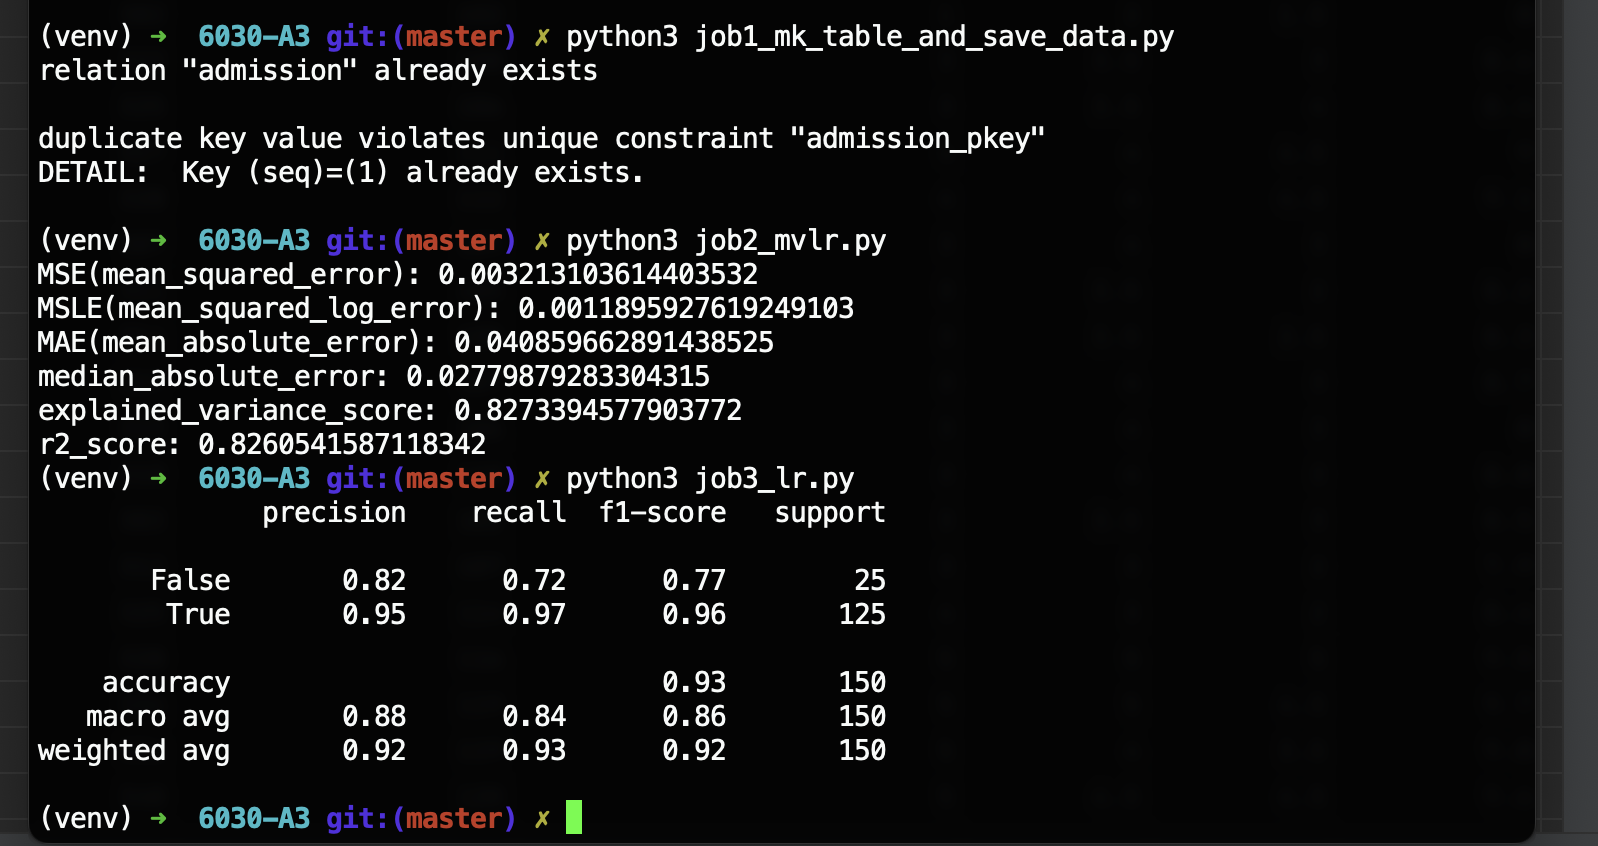 (venv) ➜  6030-A3 git:(master) ✗ python3 job1_mk_table_and_save_data.py
relation "admission" already exists

duplicate key value violates unique constraint "admission_pkey"
DETAIL:  Key (seq)=(1) already exists.

(venv) ➜  6030-A3 git:(master) ✗ python3 job2_mvlr.py
MSE(mean_squared_error): 0.003213103614403532
MSLE(mean_squared_log_error): 0.0011895927619249103
MAE(mean_absolute_error): 0.040859662891438525
median_absolute_error: 0.02779879283304315
explained_variance_score: 0.8273394577903772
r2_score: 0.8260541587118342
(venv) ➜  6030-A3 git:(master) ✗ python3 job3_lr.py
              precision    recall  f1-score   support

       False       0.82      0.72      0.77        25
        True       0.95      0.97      0.96       125

    accuracy                           0.93       150
   macro avg       0.88      0.84      0.86       150
weighted avg       0.92      0.93      0.92       150

(venv) ➜  6030-A3 git:(master) ✗